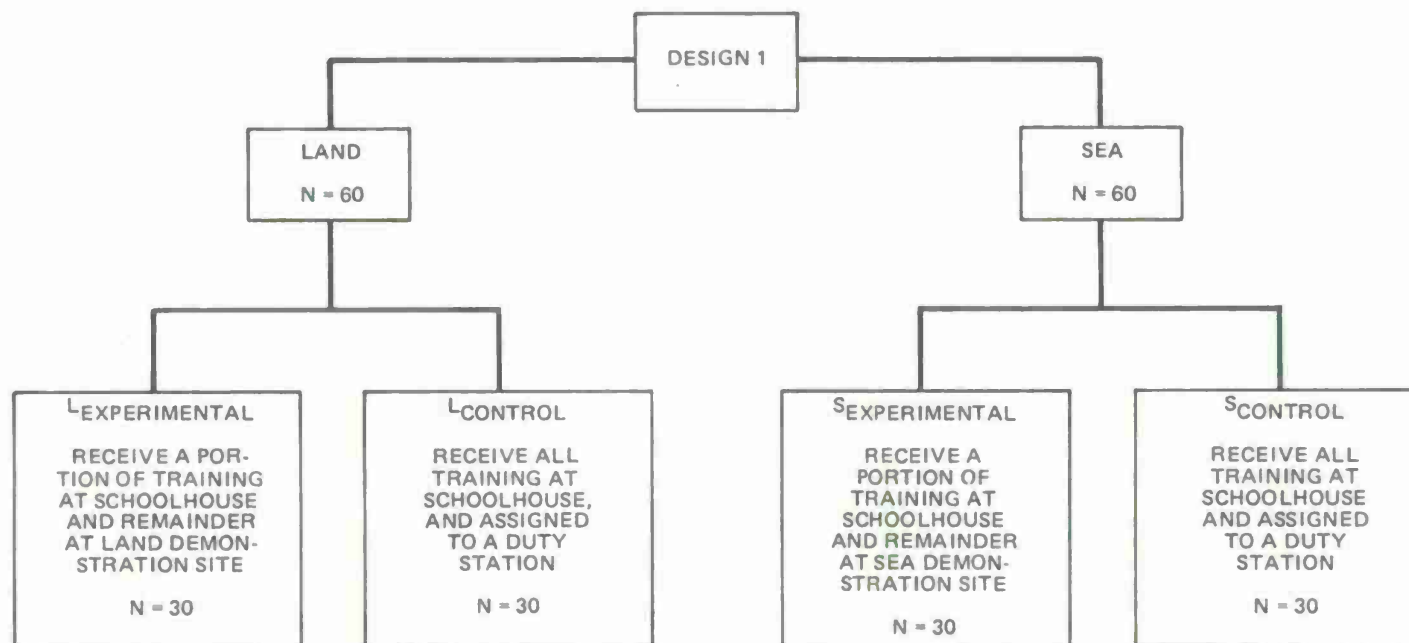 DESIGN 1
LAND
N = 60
SEA
N = 60
LEXPERIMENTAL
RECEIVE A POR-
TION OF TRAINING
AT SCHOOLHOUSE
AND REMAINDER
AT LAND DEMON-
STRATION SITE
N = 30
LCONTROL
RECEIVE ALL
TRAINING AT
SCHOOLHOUSE,
AND ASSIGNED
TO A DUTY
STATION
N = 30
SEXPERIMENTAL
RECEIVE A
PORTION OF
TRAINING AT
SCHOOLHOUSE
AND REMAINDER
AT SEA DEMON-
STRATION SITE
N = 30
SCONTROL
RECEIVE ALL
TRAINING AT
SCHOOLHOUSE
AND ASSIGNED
TO A DUTY
STATION
N = 30